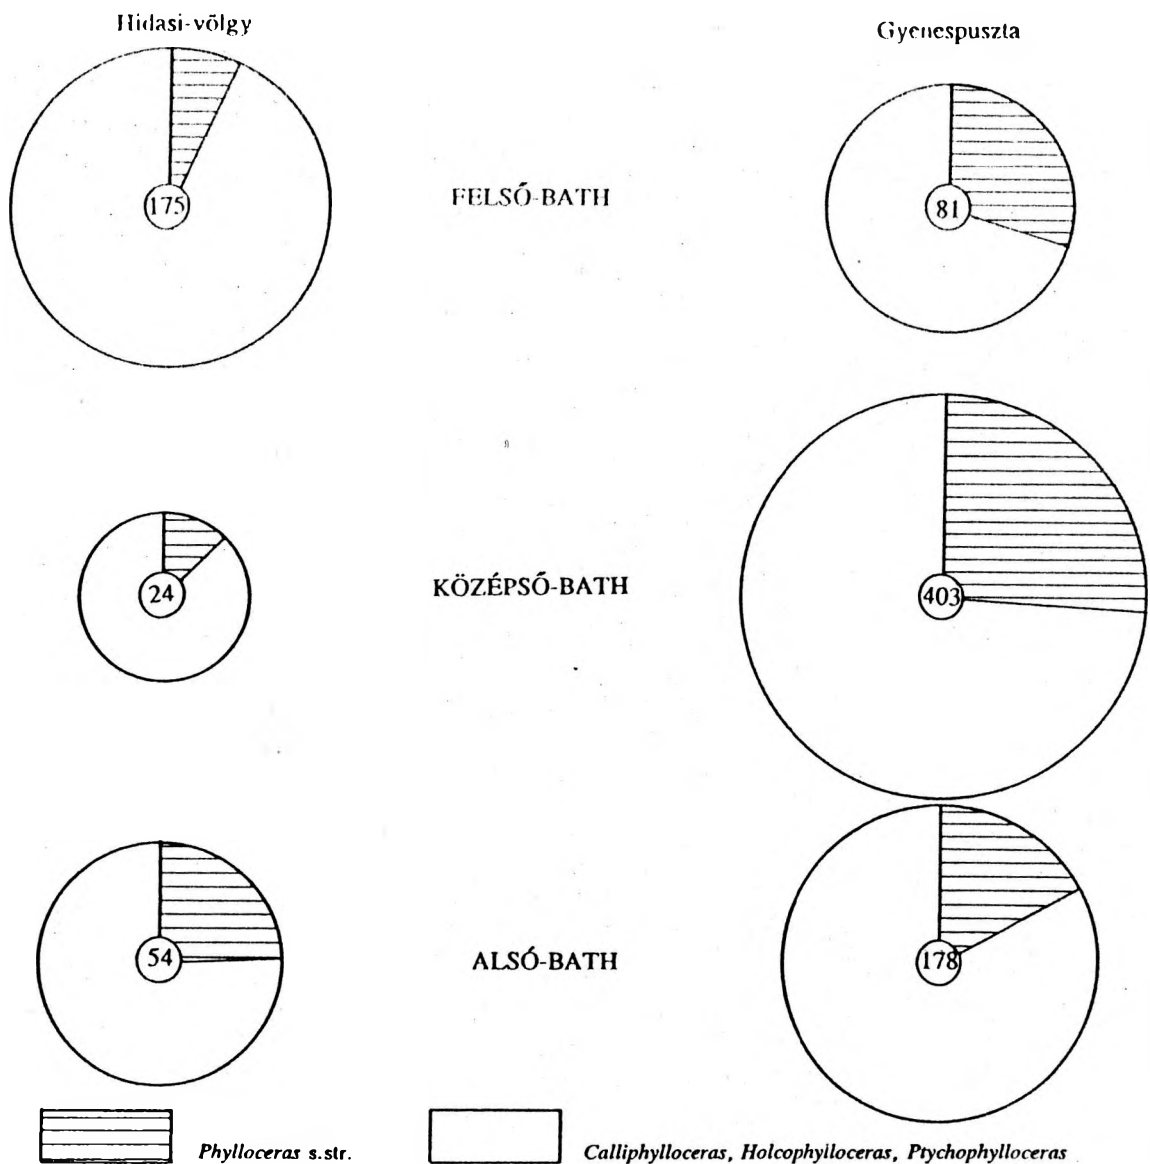 Hidasi-völgy
Gyenespuszta
175
FELSŐ-BATH
81
24
KÖZÉPSŐ-BATH
403
54
ALSÓ-BATH
178
Phylloceras s.str.
Calliphylloceras, Holcophylloceras, Ptychophylloceras